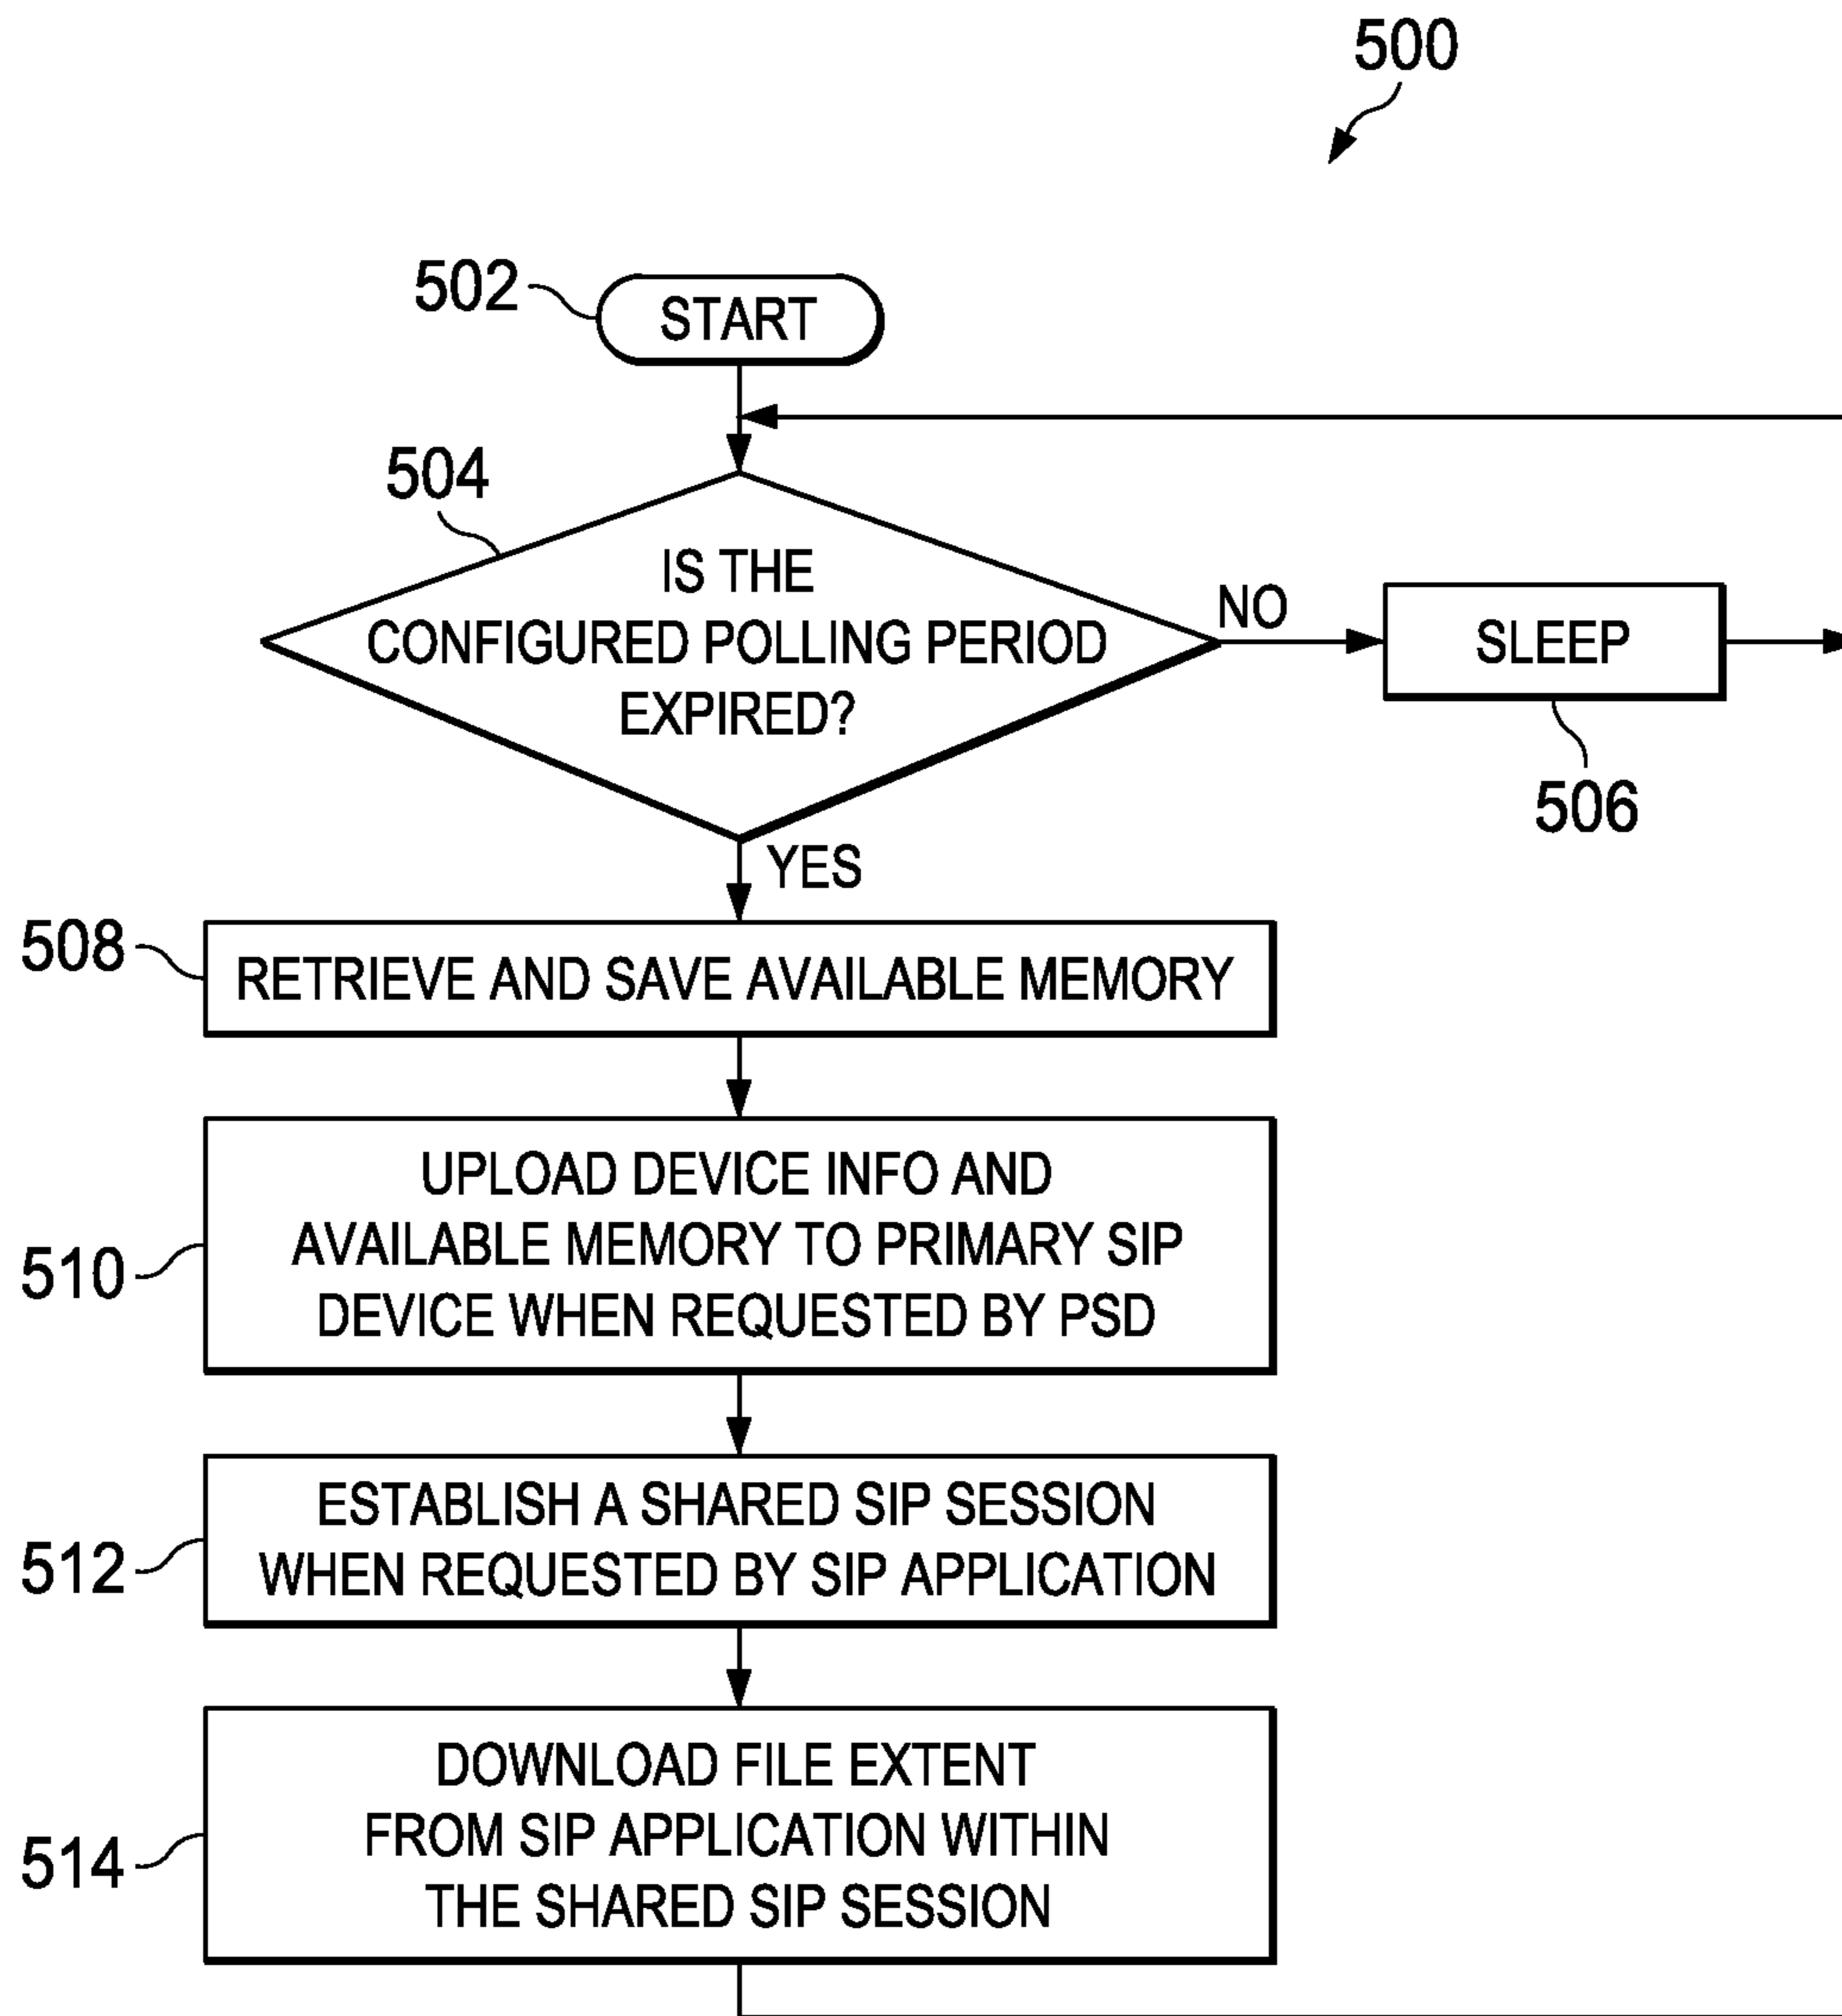 500
502
START
504
IS THE
CONFIGURED POLLING PERIOD
EXPIRED?
NO
SLEEP
506
YES
508
RETRIEVE AND SAVE AVAILABLE MEMORY
510
UPLOAD DEVICE INFO AND
AVAILABLE MEMORY TO PRIMARY SIP
DEVICE WHEN REQUESTED BY PSD
512
ESTABLISH A SHARED SIP SESSION
WHEN REQUESTED BY SIP APPLICATION
514
DOWNLOAD FILE EXTENT
FROM SIP APPLICATION WITHIN
THE SHARED SIP SESSION